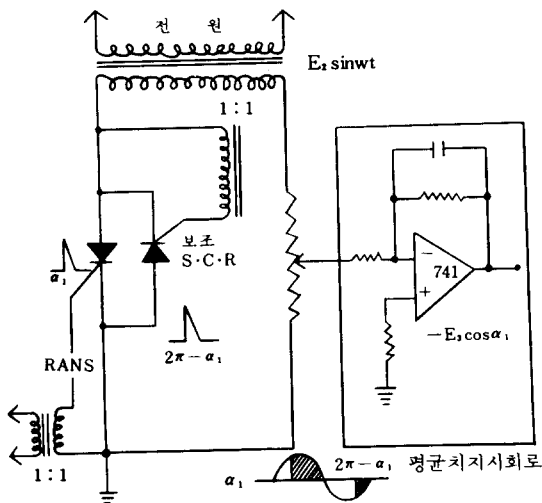 전 원
E₂ sinwt
1 : 1
보조
S·C·R
α₁
2π − α₁
RANS
1 : 1
741
−
+
−E₃cosα₁
평균치지시회로
α₁
2π − α₁